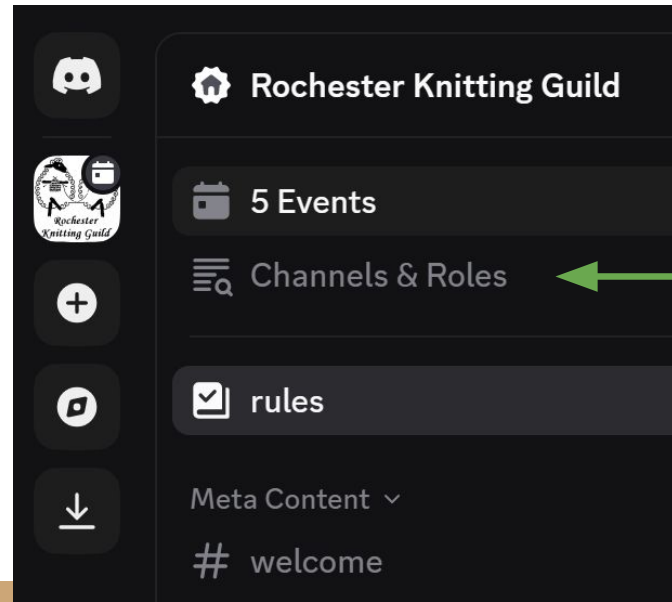 Rochester Knitting Guild
Rochester
Knitting Guild
5 Events
Channels & Roles
rules
Meta Content
# welcome